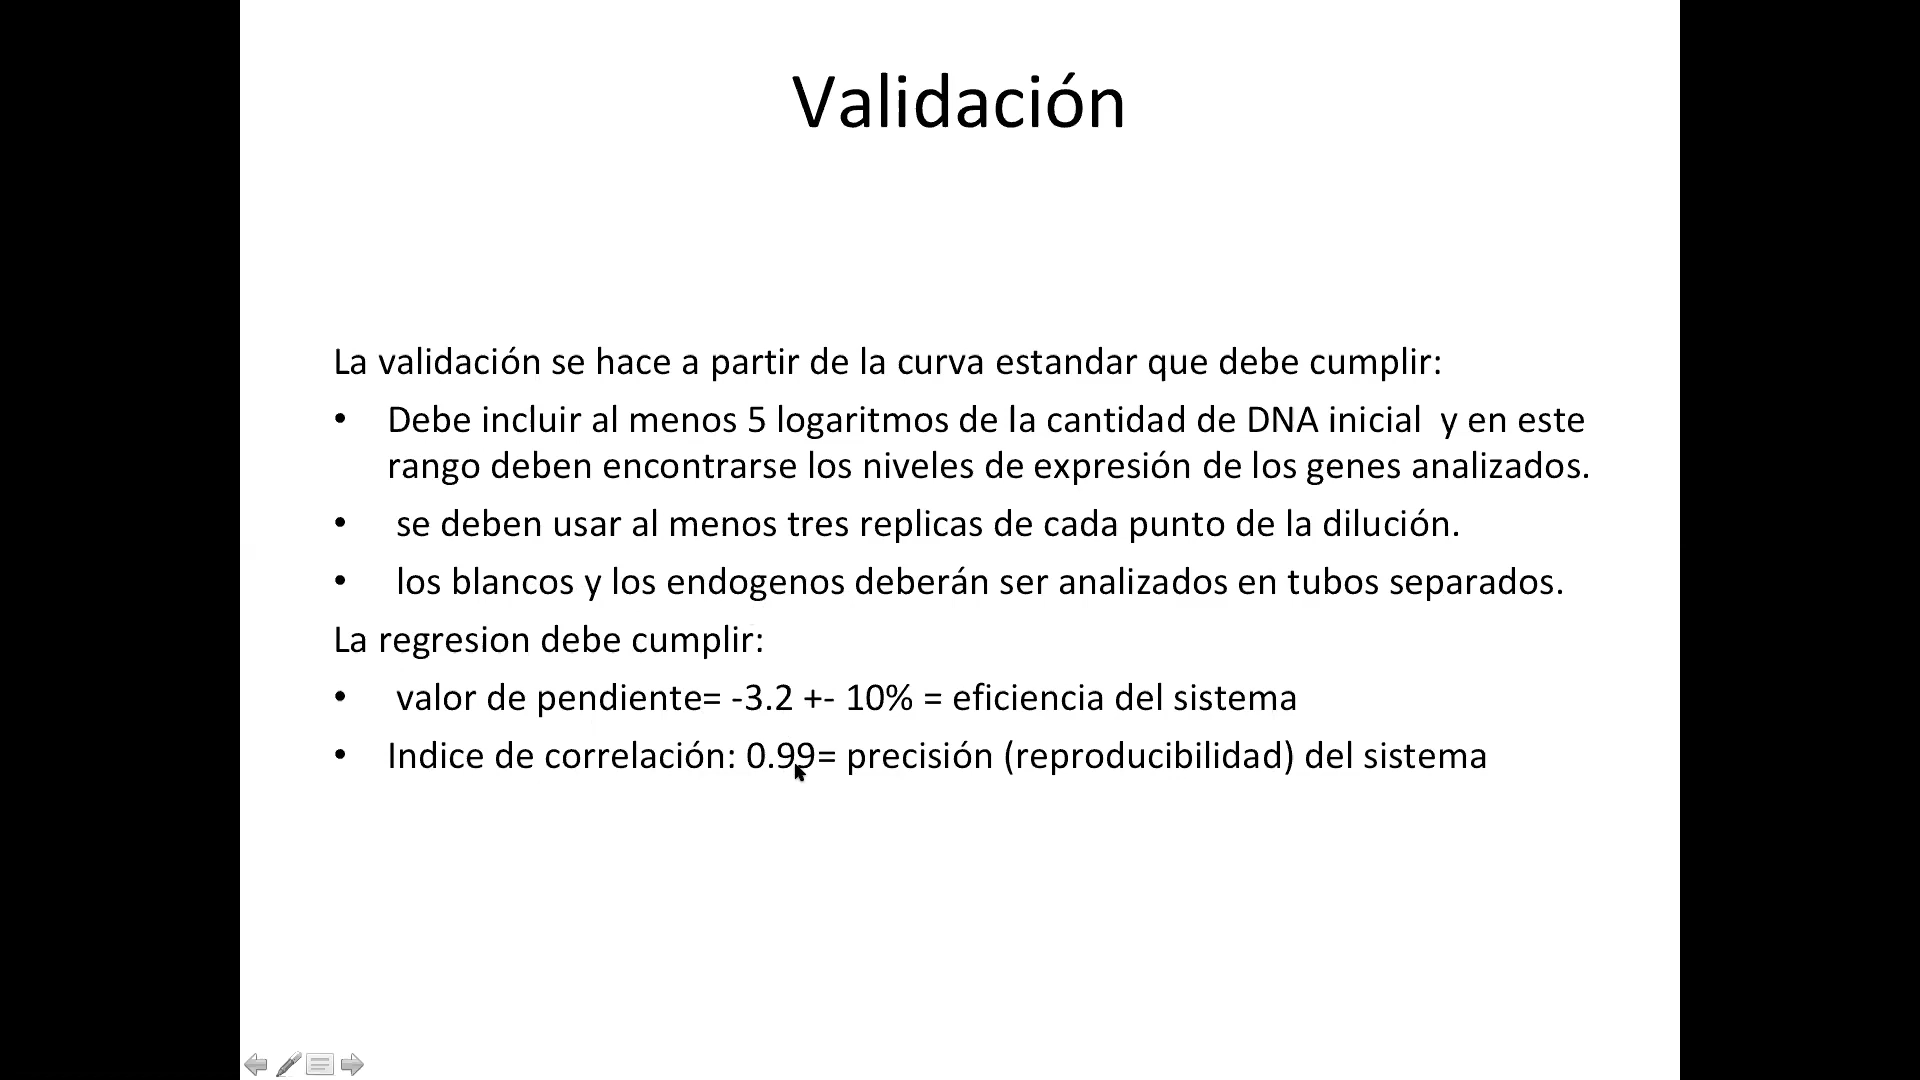 Validación
La validación se hace a partir de la curva estandar que debe cumplir:
• Debe incluir al menos 5 logaritmos de la cantidad de DNA inicial y en este
rango deben encontrarse los niveles de expresión de los genes analizados.
• se deben usar al menos tres replicas de cada punto de la dilución.
• los blancos y los endogenos deberán ser analizados en tubos separados.
La regresion debe cumplir:
• valor de pendiente= -3.2 +- 10% = eficiencia del sistema
• Indice de correlación: 0.99= precisión (reproducibilidad) del sistema